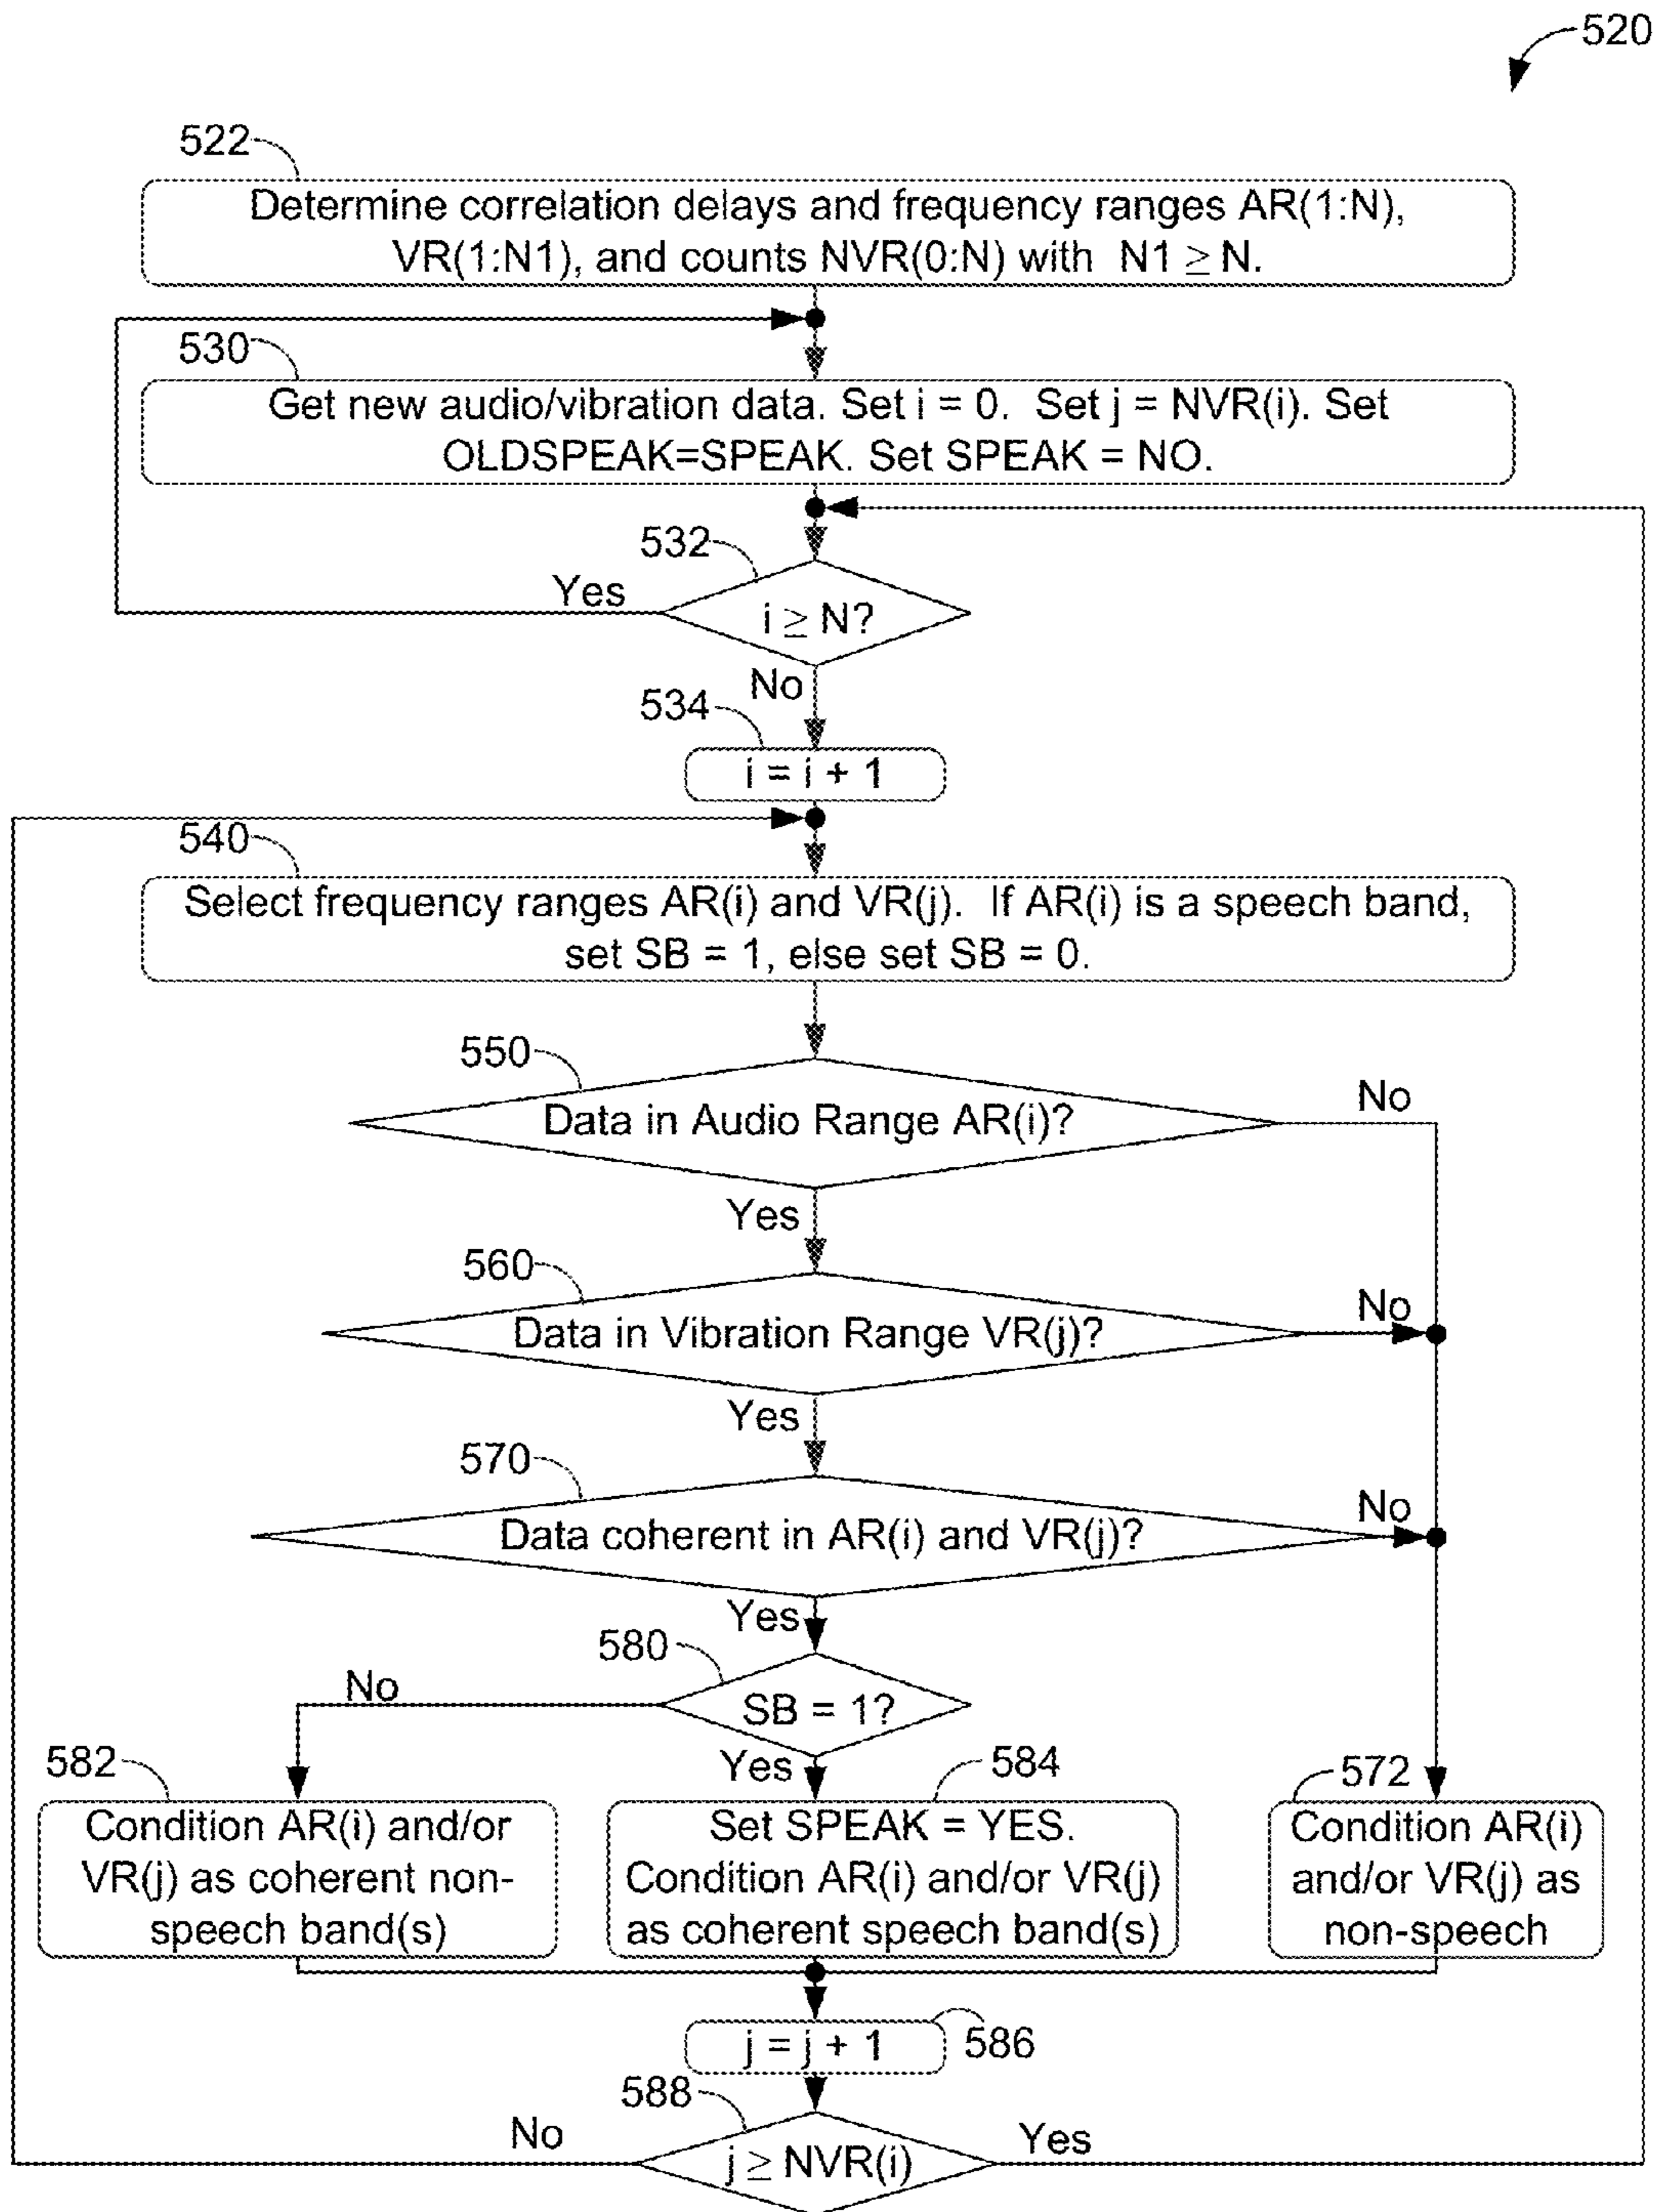 520
522
Determine correlation delays and frequency ranges AR(1:N),
VR(1:N1), and counts NVR(0:N) with N1 ≥ N.
530
Get new audio/vibration data. Set i = 0. Set j = NVR(i). Set
OLDSPEAK=SPEAK. Set SPEAK = NO.
532
Yes
i ≥ N?
No
534
i = i + 1
540
Select frequency ranges AR(i) and VR(j). If AR(i) is a speech band,
set SB = 1, else set SB = 0.
550
No
Data in Audio Range AR(i)?
Yes
560
No
Data in Vibration Range VR(j)?
Yes
570
No
Data coherent in AR(i) and VR(j)?
Yes
580
No
SB = 1?
Yes
582
Condition AR(i) and/or
VR(j) as coherent non-
speech band(s)
584
Set SPEAK = YES.
Condition AR(i) and/or VR(j)
as coherent speech band(s)
572
Condition AR(i)
and/or VR(j) as
non-speech
j = j + 1
586
588
No
j ≥ NVR(i)
Yes